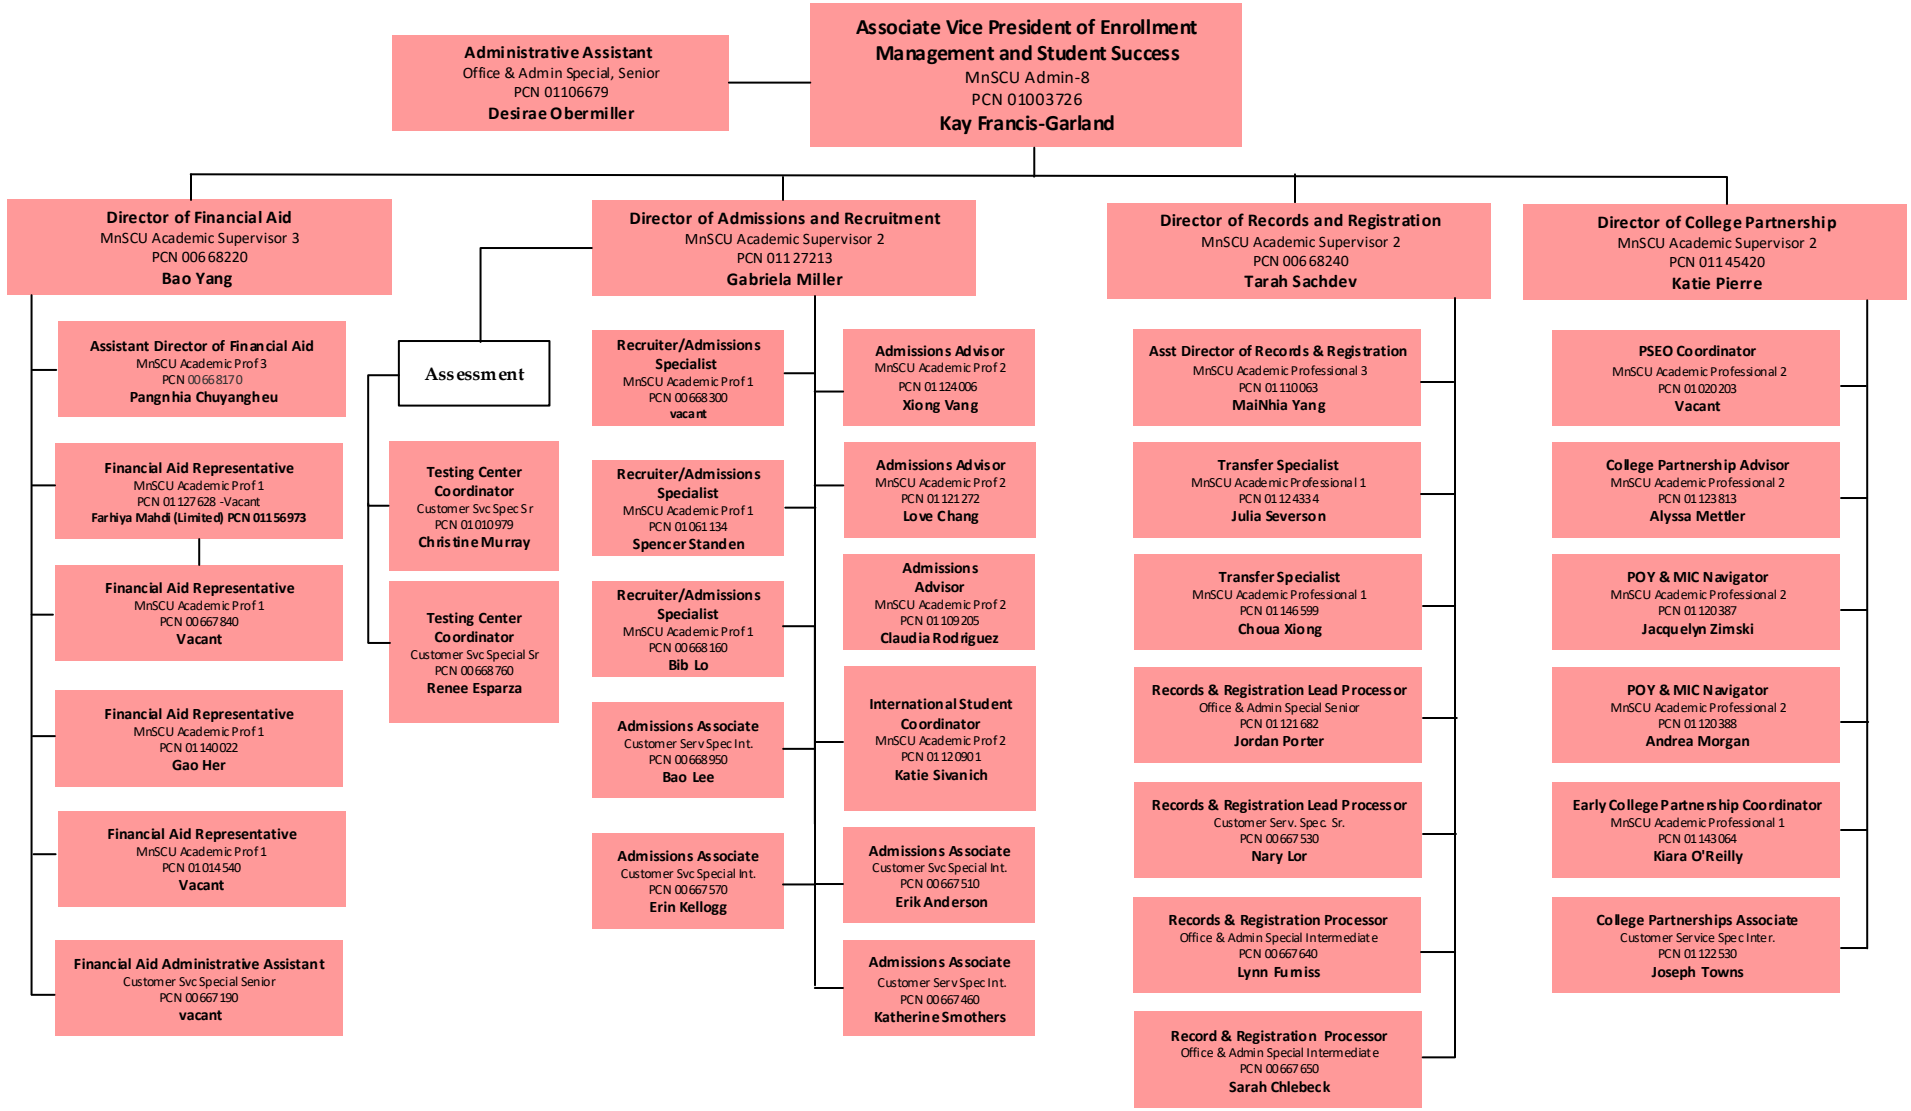 Associate Vice President of Enrollment
Management and Student Success
MnSCU Admin-8
PCN 01003726
Kay Francis-Garland
Administrative Assistant
Office & Admin Special, Senior
PCN 01106679
Desirae Obermiller
Director of Financial Aid
MnSCU Academic Supervisor 3
PCN 00668220
Bao Yang
Assistant Director of Financial Aid
MnSCU Academic Prof 3
PCN 00668170
Pangnhia Chuyangheu
Financial Aid Representative
MnSCU Academic Prof 1
PCN 01127628 -Vacant
Farhiya Mahdi (Limited) PCN 01156973
Financial Aid Representative
MnSCU Academic Prof 1
PCN 00667840
Vacant
Financial Aid Representative
MnSCU Academic Prof 1
PCN 01140022
Gao Her
Financial Aid Representative
MnSCU Academic Prof 1
PCN 01014540
Vacant
Financial Aid Administrative Assistant
Customer Svc Special Senior
PCN 00667190
vacant
Director of Admissions and Recruitment
MnSCU Academic Supervisor 2
PCN 01127213
Gabriela Miller
Assessment
Testing Center
Coordinator
Customer Svc Spec Sr
PCN 01010979
Christine Murray
Testing Center
Coordinator
Customer Svc Special Sr
PCN 00668760
Renee Esparza
Recruiter/Admissions
Specialist
MnSCU Academic Prof 1
PCN 00668300
vacant
Recruiter/Admissions
Specialist
MnSCU Academic Prof 1
PCN 01061134
Spencer Standen
Recruiter/Admissions
Specialist
MnSCU Academic Prof 1
PCN 00668160
Bib Lo
Admissions Associate
Customer Serv Spec Int.
PCN 00668950
Bao Lee
Admissions Associate
Customer Svc Special Int.
PCN 00667570
Erin Kellogg
Admissions Advisor
MnSCU Academic Prof 2
PCN 01124006
Xiong Vang
Admissions Advisor
MnSCU Academic Prof 2
PCN 01121272
Love Chang
Admissions
Advisor
MnSCU Academic Prof 2
PCN 01109205
Claudia Rodriguez
International Student
Coordinator
MnSCU Academic Prof 2
PCN 01120901
Katie Sivanich
Admissions Associate
Customer Svc Special Int.
PCN 00667510
Erik Anderson
Admissions Associate
Customer Serv Spec Int.
PCN 00667460
Katherine Smothers
Director of Records and Registration
MnSCU Academic Supervisor 2
PCN 00668240
Tarah Sachdev
Asst Director of Records & Registration
MnSCU Academic Professional 3
PCN 01110063
MaiNhia Yang
Transfer Specialist
MnSCU Academic Professional 1
PCN 01124334
Julia Severson
Transfer Specialist
MnSCU Academic Professional 1
PCN 01146599
Choua Xiong
Records & Registration Lead Processor
Office & Admin Special Senior
PCN 01121682
Jordan Porter
Records & Registration Lead Processor
Customer Serv. Spec. Sr.
PCN 00667530
Nary Lor
Records & Registration Processor
Office & Admin Special Intermediate
PCN 00667640
Lynn Furniss
Record & Registration Processor
Office & Admin Special Intermediate
PCN 00667650
Sarah Chlebeck
Director of College Partnership
MnSCU Academic Supervisor 2
PCN 01145420
Katie Pierre
PSEO Coordinator
MnSCU Academic Professional 2
PCN 01020203
Vacant
College Partnership Advisor
MnSCU Academic Professional 2
PCN 01123813
Alyssa Mettler
POY & MIC Navigator
MnSCU Academic Professional 2
PCN 01120387
Jacquelyn Zimski
POY & MIC Navigator
MnSCU Academic Professional 2
PCN 01120388
Andrea Morgan
Early College Partnership Coordinator
MnSCU Academic Professional 1
PCN 01143064
Kiara O'Reilly
College Partnerships Associate
Customer Service Spec Inter.
PCN 01122530
Joseph Towns